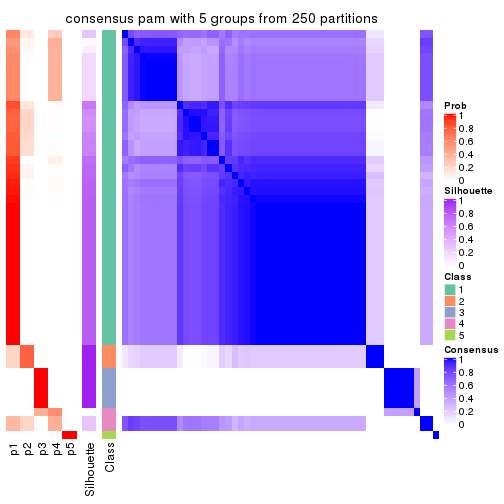 consensus pam with 5 groups from 250 partitions
Prob
1
0.8
0.6
0.4
0.2
0
Silhouette
1
0.8
0.6
0.4
0.2
0
Class
1
2
3
4
5
Consensus
1
0.8
0.6
0.4
0.2
0
p1
p2
p3
p4
p5
Silhouette
Class